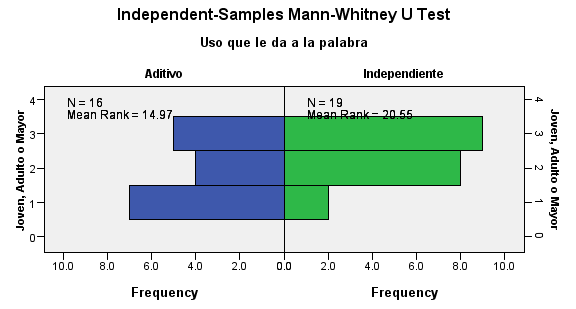 Independent-Samples Mann-Whitney U Test
Uso que le da a la palabra
Aditivo Independiente
N = 16 N = 19
Mean Rank = 14.97 Mean Rank = 20.55
Joven, Adulto o Mayor
4 4
3 3
2 2
1 1
0 0
Joven, Adulto o Mayor
10.0 8.0 6.0 4.0 2.0 0.0 0.0 2.0 4.0 6.0 8.0 10.0
Frequency Frequency